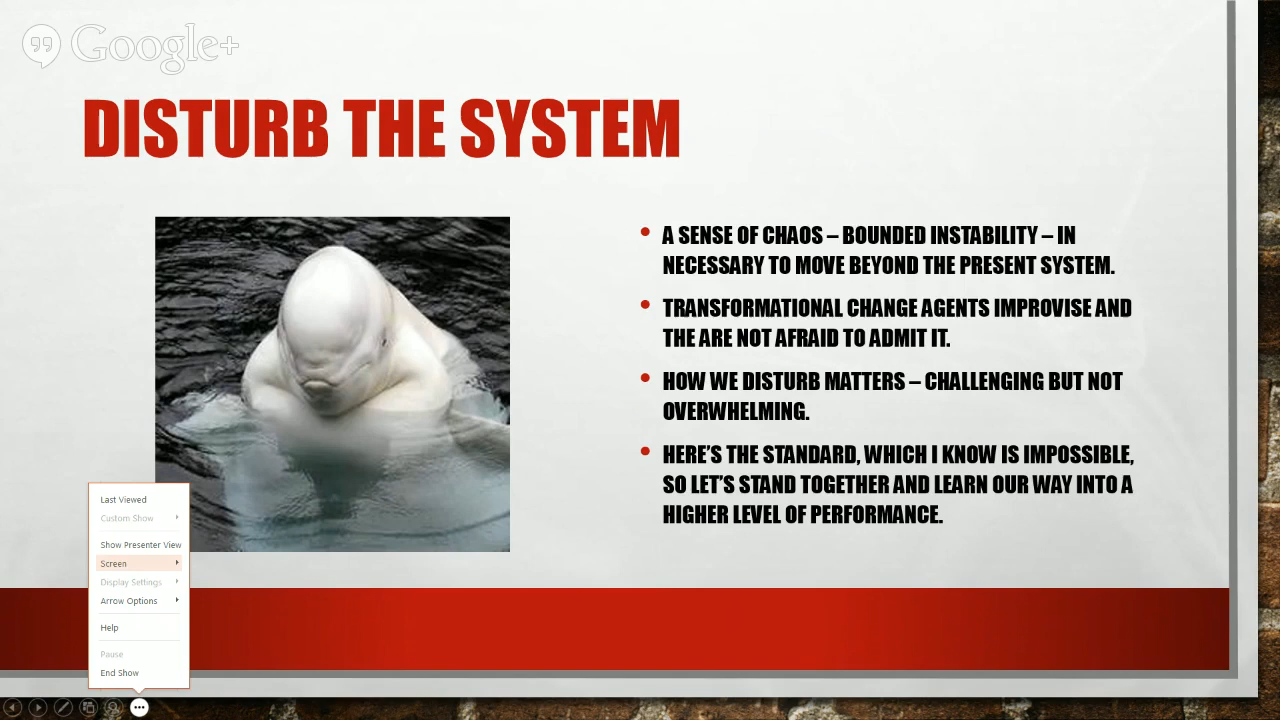 Google+
DISTURB THE SYSTEM
A SENSE OF CHAOS – BOUNDED INSTABILITY – IN
NECESSARY TO MOVE BEYOND THE PRESENT SYSTEM.
TRANSFORMATIONAL CHANGE AGENTS IMPROVISE AND
THE ARE NOT AFRAID TO ADMIT IT.
HOW WE DISTURB MATTERS – CHALLENGING BUT NOT
OVERWHELMING.
HERE'S THE STANDARD, WHICH I KNOW IS IMPOSSIBLE,
SO LET'S STAND TOGETHER AND LEARN OUR WAY INTO A
HIGHER LEVEL OF PERFORMANCE.
Last Viewed
Custom Show
Show Presenter View
Screen
Display Settings
Arrow Options
Help
Pause
End Show